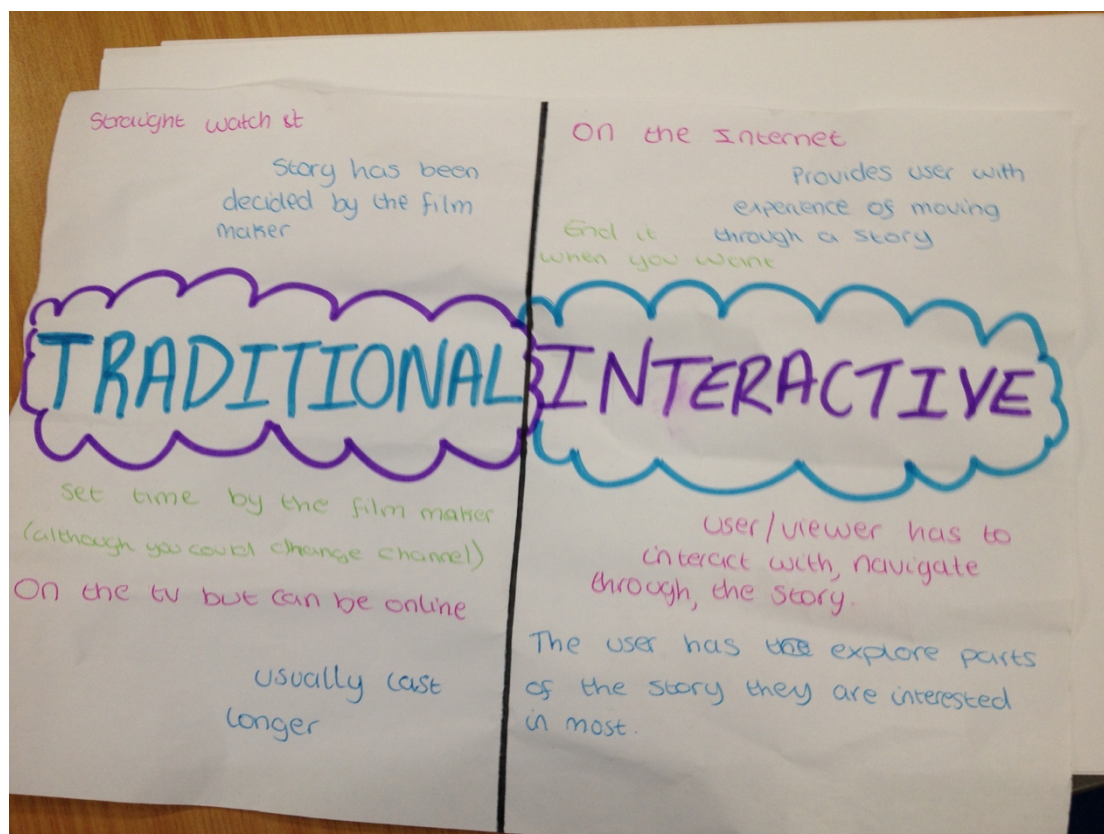 Straight watch it
Story has been
decided by the film
maker
TRADITIONAL
Set time by the film maker
(although you could change channel)
On the tv but can be online
usually last
longer
On the Internet
Provides user with
experience of moving
through a story
End it
when you want
INTERACTIVE
user/viewer has to
interact with, navigate
through, the story.
The user has the explore parts
of the story they are interested
in most.